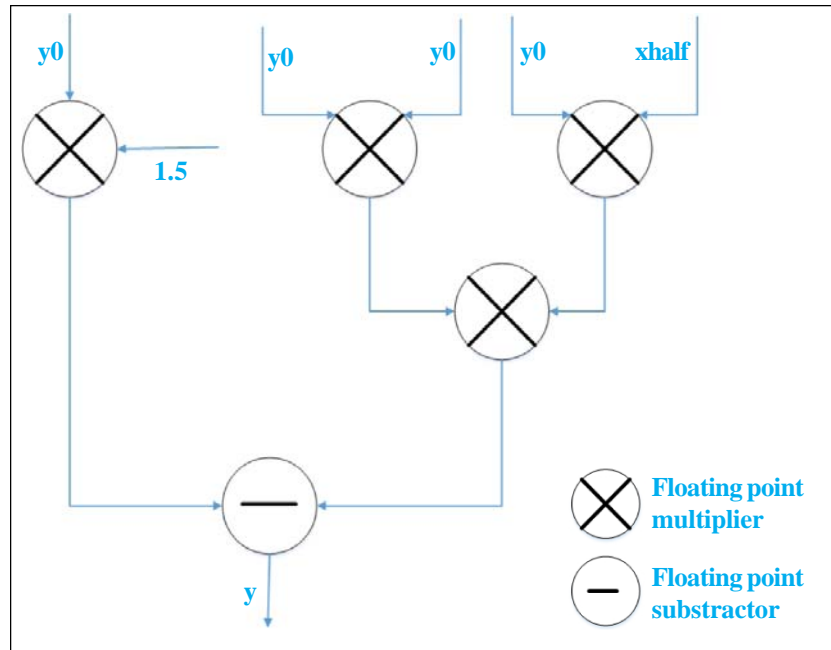 y0
y0
y0
y0
xhalf
1.5
y
Floating point
multiplier
Floating point
substractor